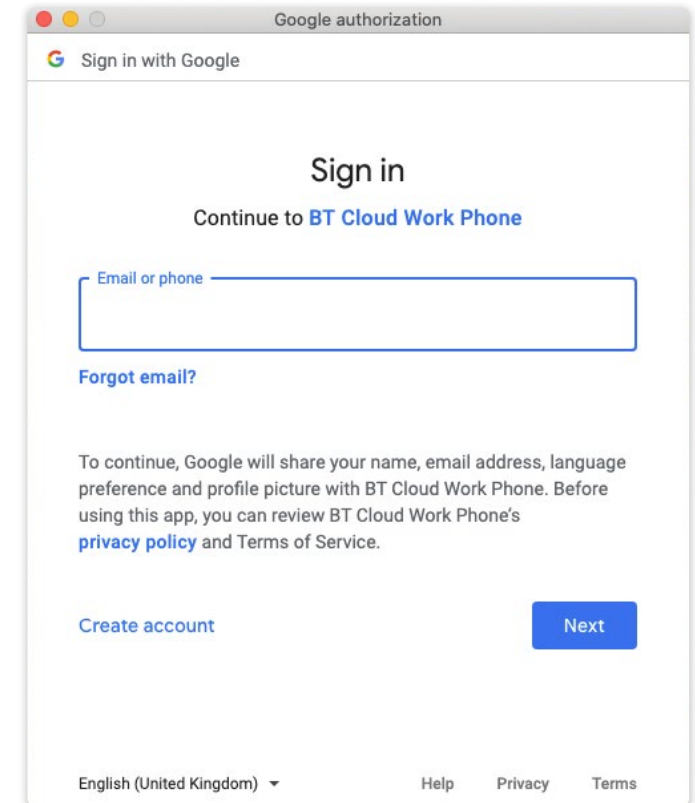 Google authorization
Sign in with Google
Sign in
Continue to BT Cloud Work Phone
Email or phone
Forgot email?
To continue, Google will share your name, email address, language
preference and profile picture with BT Cloud Work Phone. Before
using this app, you can review BT Cloud Work Phone's
privacy policy and Terms of Service.
Create account
Next
English (United Kingdom)
Help Privacy Terms